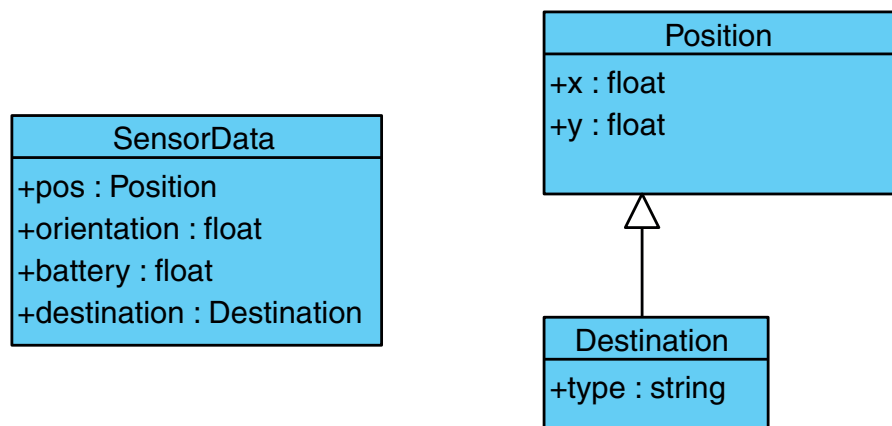 SensorData
+pos : Position
+orientation : float
+battery : float
+destination : Destination
Position
+x : float
+y : float
Destination
+type : string